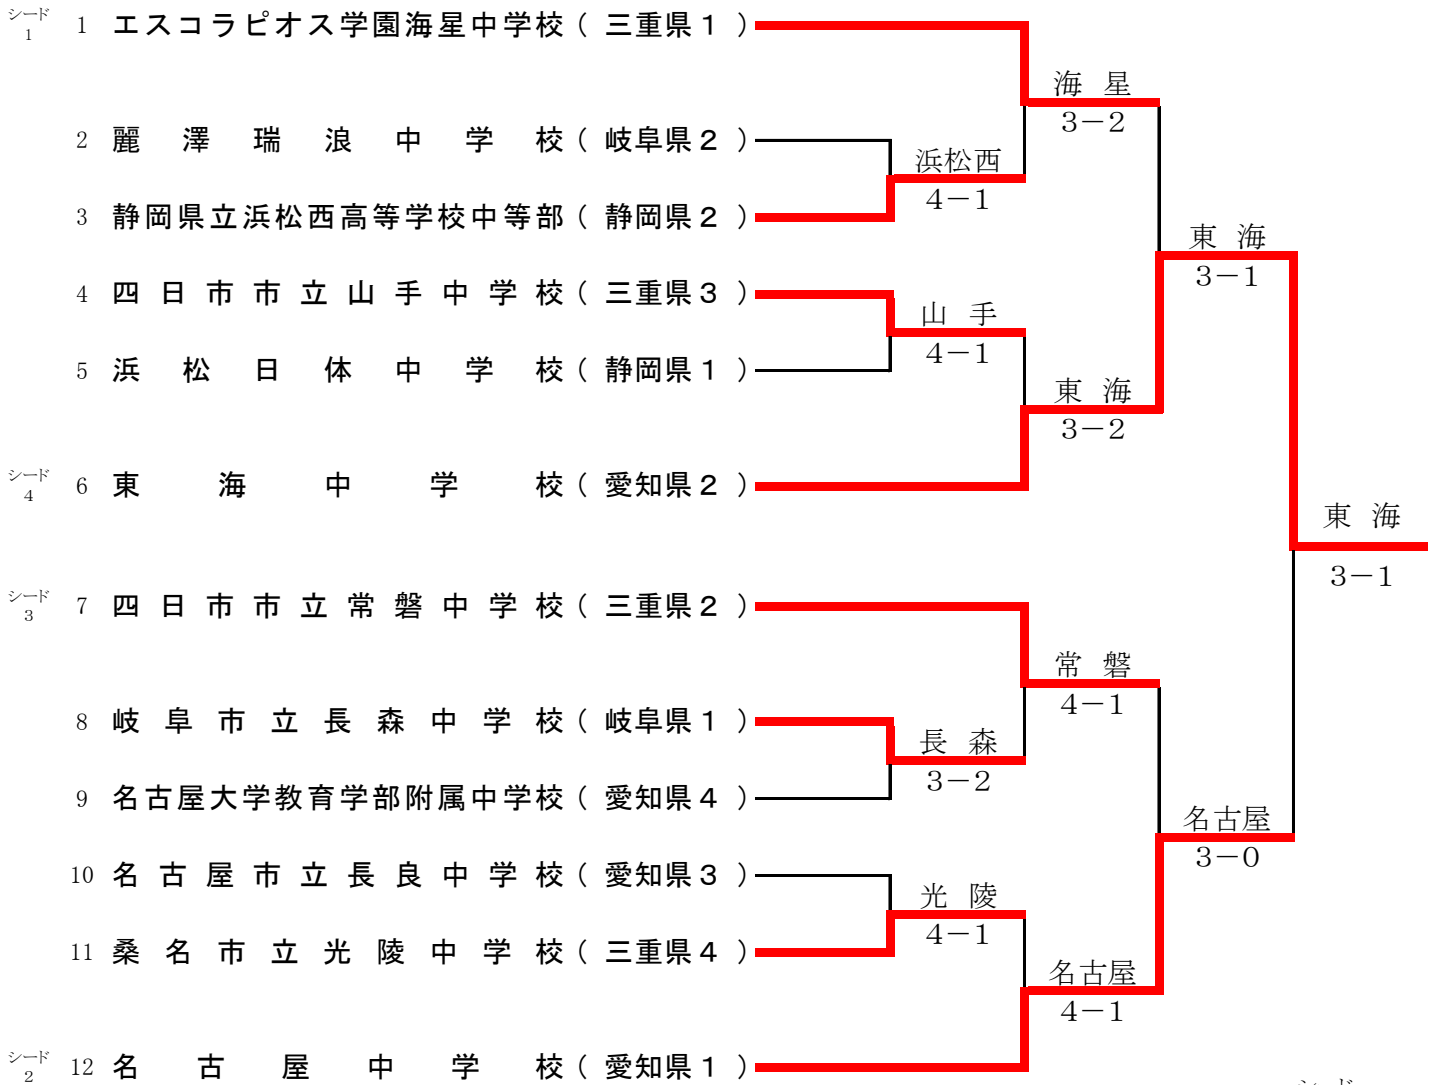 シード 1 1 エスコラピオス学園海星中学校 ( 三重県１ )
海 星
3－2
2 麗澤瑞浪中学校 ( 岐阜県２ )
浜松西
4－1
3 静岡県立浜松西高等学校中等部 ( 静岡県２ )
東 海
3－1
4 四日市市立山手中学校 ( 三重県３ )
山 手
4－1
5 浜松日体中学校 ( 静岡県１ )
東 海
3－2
シード 4 6 東海中学校 ( 愛知県２ )
東 海
3－1
シード 3 7 四日市市立常磐中学校 ( 三重県２ )
常 磐
4－1
8 岐阜市立長森中学校 ( 岐阜県１ )
長 森
3－2
9 名古屋大学教育学部附属中学校 ( 愛知県４ )
名古屋
3－0
10 名古屋市立長良中学校 ( 愛知県３ )
光 陵
4－1
11 桑名市立光陵中学校 ( 三重県４ )
名古屋
4－1
シード 2 12 名古屋中学校 ( 愛知県１ )
シード